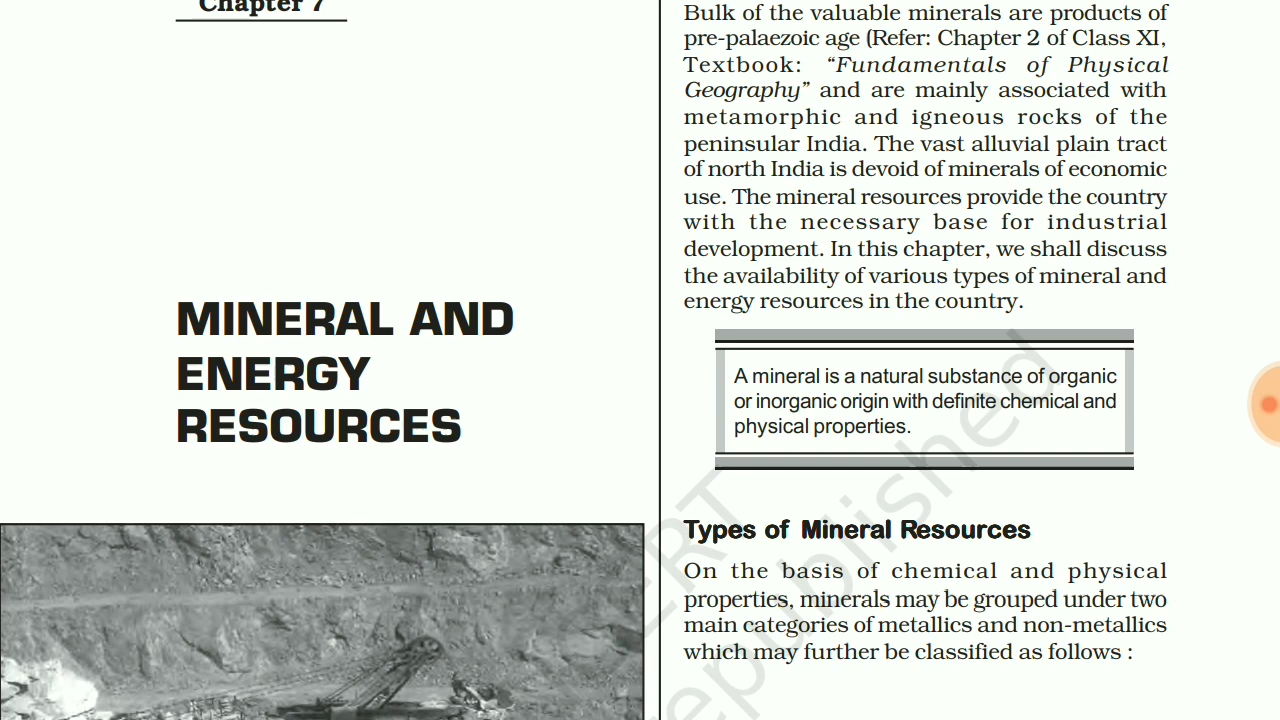 Chapter 7
MINERAL AND
ENERGY
RESOURCES
Bulk of the valuable minerals are products of
pre-palaezoic age (Refer: Chapter 2 of Class XI,
Textbook: “Fundamentals of Physical
Geography” and are mainly associated with
metamorphic and igneous rocks of the
peninsular India. The vast alluvial plain tract
of north India is devoid of minerals of economic
use. The mineral resources provide the country
with the necessary base for industrial
development. In this chapter, we shall discuss
the availability of various types of mineral and
energy resources in the country.
A mineral is a natural substance of organic
or inorganic origin with definite chemical and
physical properties.
Types of Mineral Resources
On the basis of chemical and physical
properties, minerals may be grouped under two
main categories of metallics and non-metallics
which may further be classified as follows :